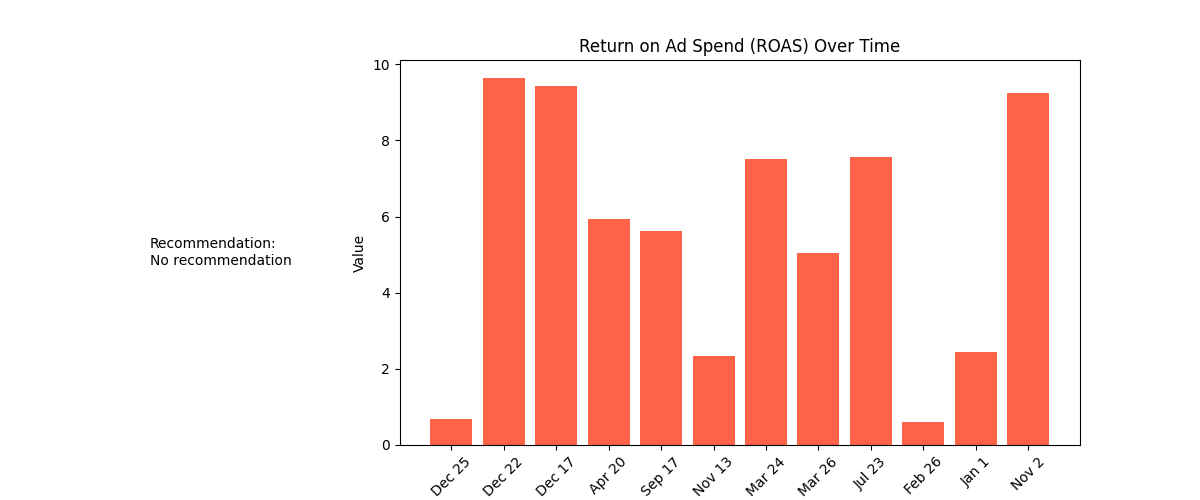 Return on Ad Spend (ROAS) Over Time
Recommendation:
No recommendation
Value
10
8
6
4
2
0
Dec 25
Dec 22
Dec 17
Apr 20
Sep 17
Nov 13
Mar 24
Mar 26
Jul 23
Feb 26
Jan 1
Nov 2